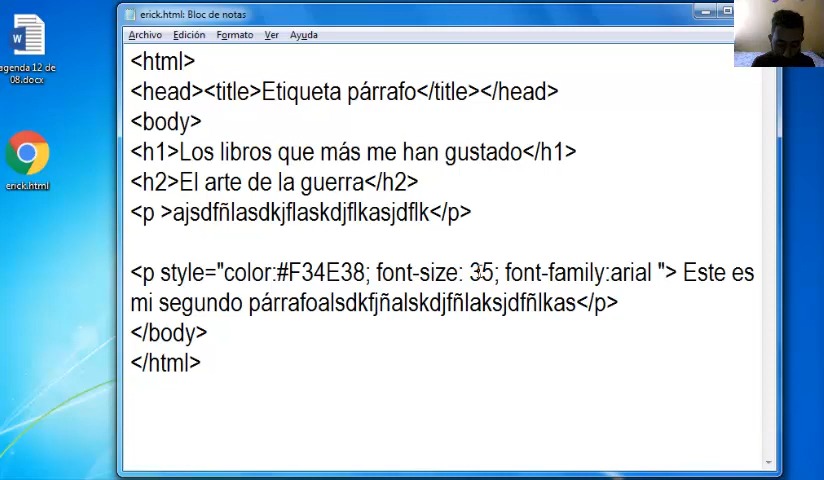 erick.html: Bloc de notas
Archivo Edición Formato Ver Ayuda
agenda 12 de
08.docx
erick.html
<html>
<head><title>Etiqueta párrafo</title></head>
<body>
<h1>Los libros que más me han gustado</h1>
<h2>El arte de la guerra</h2>
<p >ajsdfñlasdkjflaskdjflkasjdflk</p>
<p style="color:#F34E38; font-size: 35; font-family:arial "> Este es
mi segundo párrafoalsdkfjñalskdjfñlaksjdfñlkas</p>
</body>
</html>